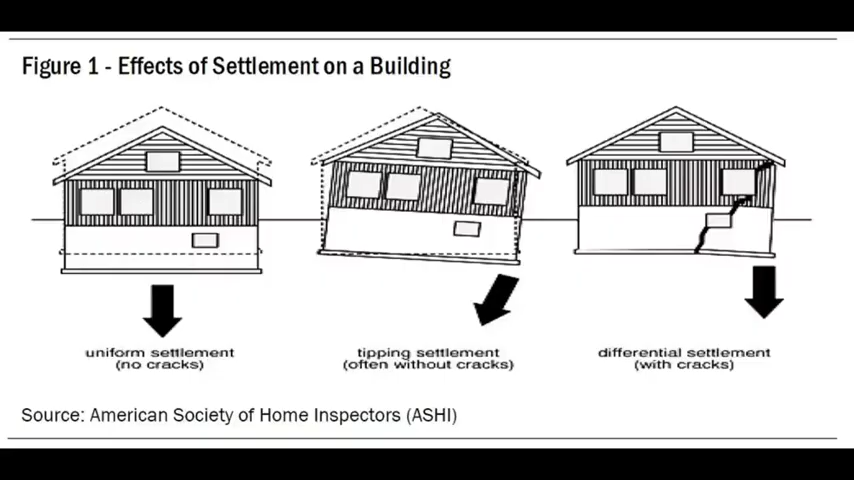 Figure 1 - Effects of Settlement on a Building
uniform settlement
(no cracks)
tipping settlement
(often without cracks)
differential settlement
(with cracks)
Source: American Society of Home Inspectors (ASHI)